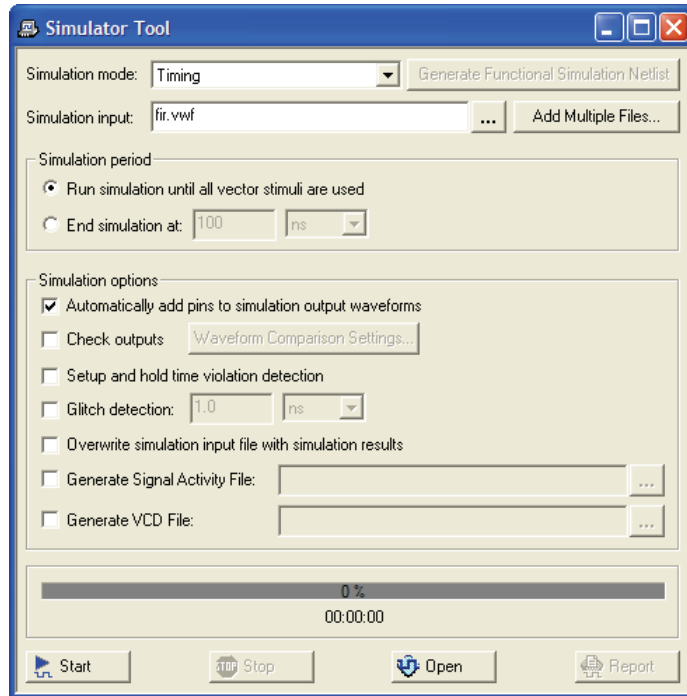 Simulator Tool
Simulation mode: Timing Generate Functional Simulation Netlist
Simulation input: fir.vwf ... Add Multiple Files...
Simulation period
Run simulation until all vector stimuli are used
End simulation at: 100 ns
Simulation options
Automatically add pins to simulation output waveforms
Check outputs Waveform Comparison Settings...
Setup and hold time violation detection
Glitch detection: 1.0 ns
Overwrite simulation input file with simulation results
Generate Signal Activity File: ...
Generate VCD File: ...
0 %
00:00:00
Start STOP Stop Open Report